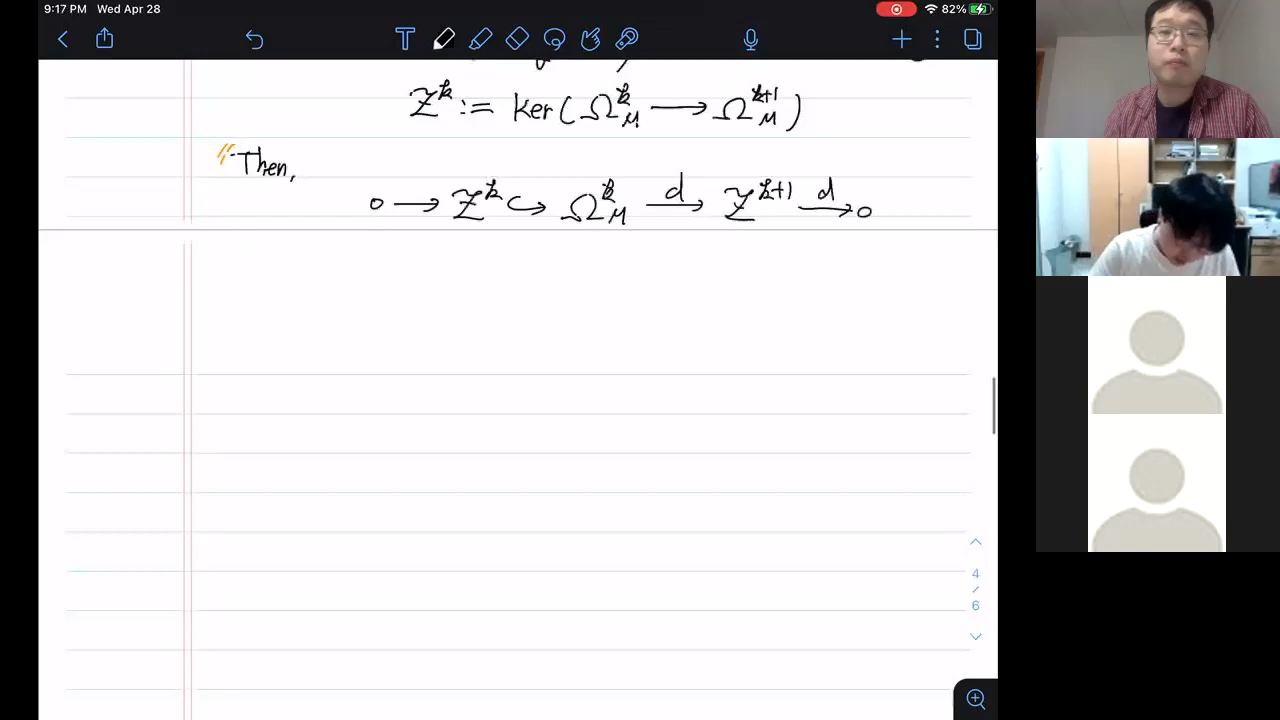 9:17 PM Wed Apr 28
82%
T
Z^k := ker(Ω^k_M ⟶ Ω^{k+1}_M)
"Then,
0 ⟶ Z^k ↪ Ω^k_M —d→ Z^{k+1} —d→ 0
4
/
6